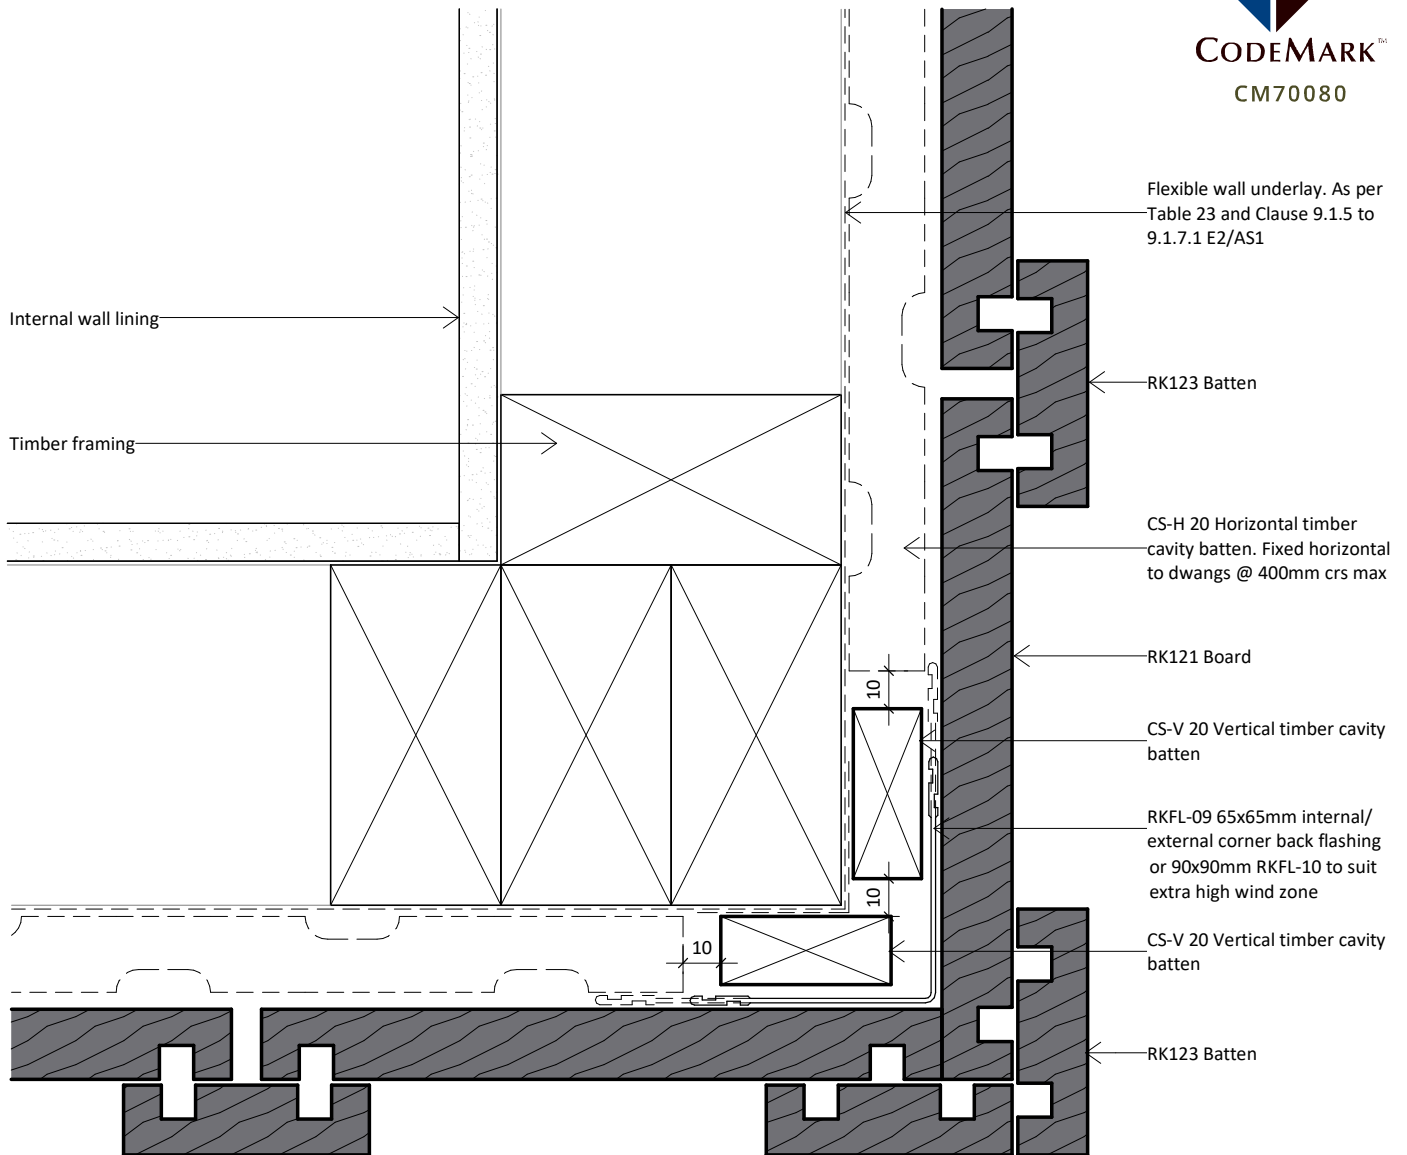 CODEMARK™
CM70080
Flexible wall underlay. As per
Table 23 and Clause 9.1.5 to
9.1.7.1 E2/AS1
Internal wall lining
RK123 Batten
Timber framing
CS-H 20 Horizontal timber
cavity batten. Fixed horizontal
to dwangs @ 400mm crs max
RK121 Board
10
CS-V 20 Vertical timber cavity
batten
RKFL-09 65x65mm internal/
external corner back flashing
or 90x90mm RKFL-10 to suit
extra high wind zone
10
CS-V 20 Vertical timber cavity
batten
10
RK123 Batten